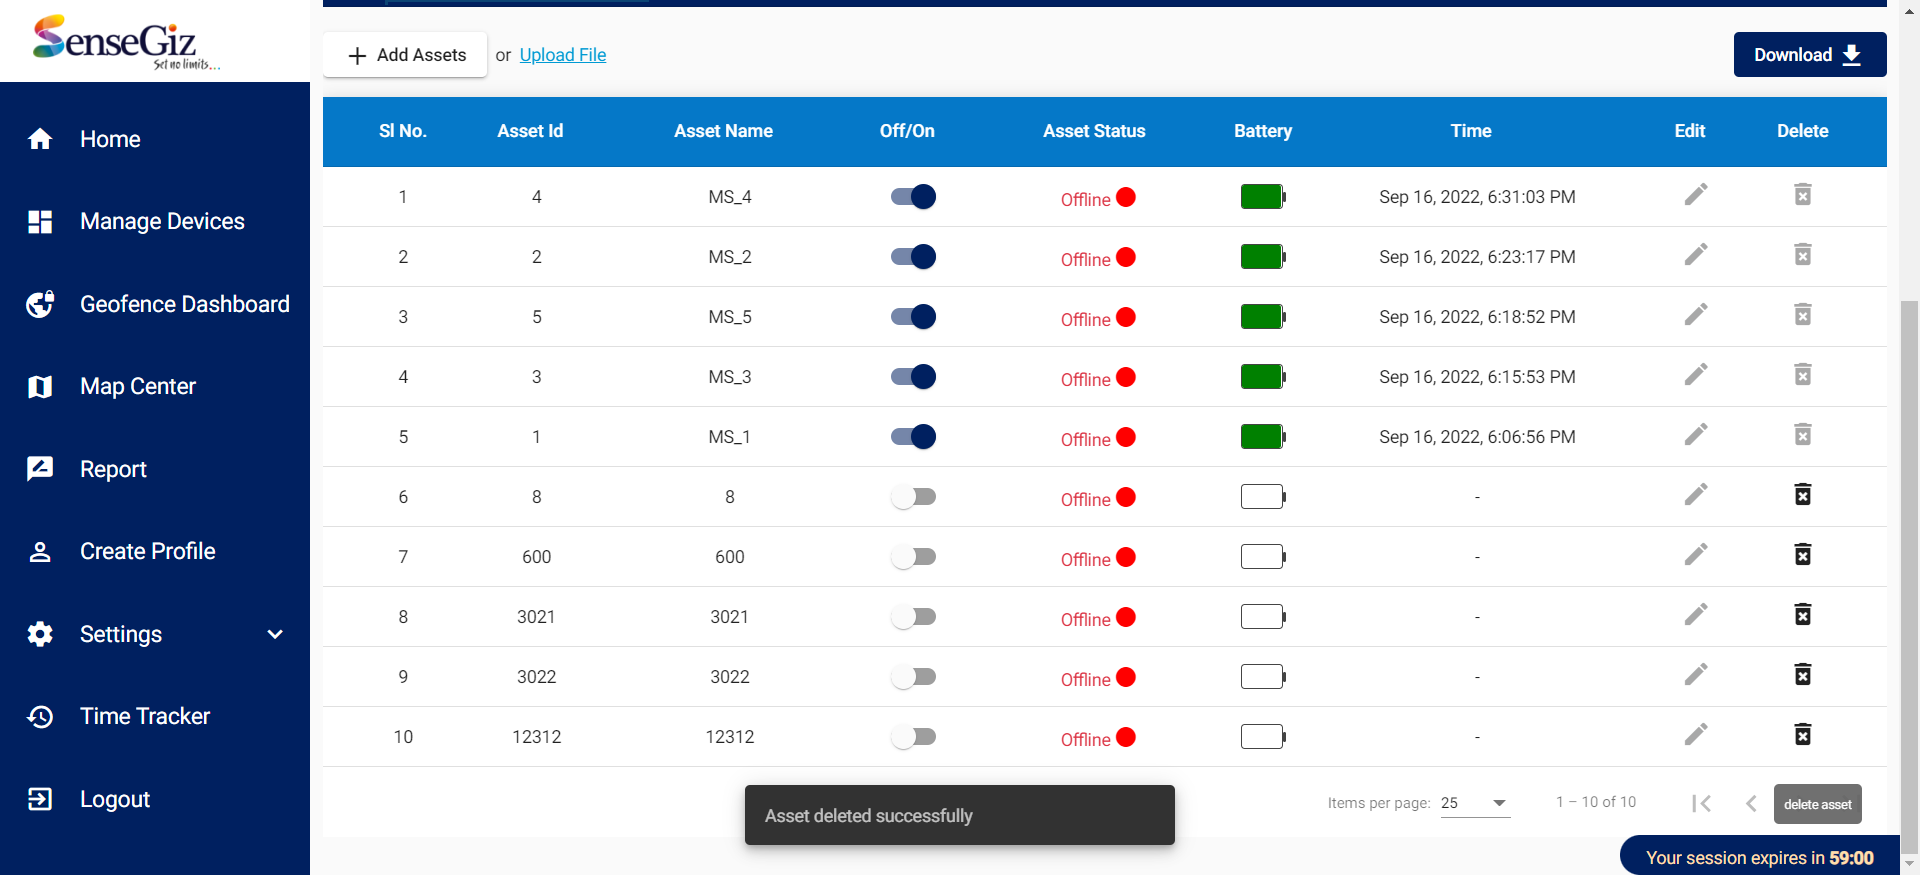 SenseGiz
Set no limits...
Home
Manage Devices
Geofence Dashboard
Map Center
Report
Create Profile
Settings
Time Tracker
Logout
Add Assets or Upload File
Download
Sl No. Asset Id Asset Name Off/On Asset Status Battery Time Edit Delete
1 4 MS_4 Offline Sep 16, 2022, 6:31:03 PM
2 2 MS_2 Offline Sep 16, 2022, 6:23:17 PM
3 5 MS_5 Offline Sep 16, 2022, 6:18:52 PM
4 3 MS_3 Offline Sep 16, 2022, 6:15:53 PM
5 1 MS_1 Offline Sep 16, 2022, 6:06:56 PM
6 8 8 Offline -
7 600 600 Offline -
8 3021 3021 Offline -
9 3022 3022 Offline -
10 12312 12312 Offline -
Items per page: 25 1 – 10 of 10
delete asset
Asset deleted successfully
Your session expires in 59:00